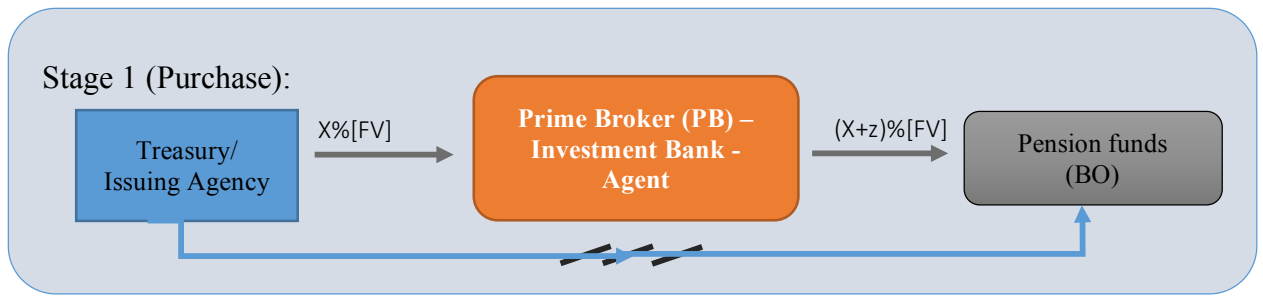 Stage 1 (Purchase):
Treasury/
Issuing Agency
X%[FV]
Prime Broker (PB) –
Investment Bank -
Agent
(X+z)%[FV]
Pension funds
(BO)